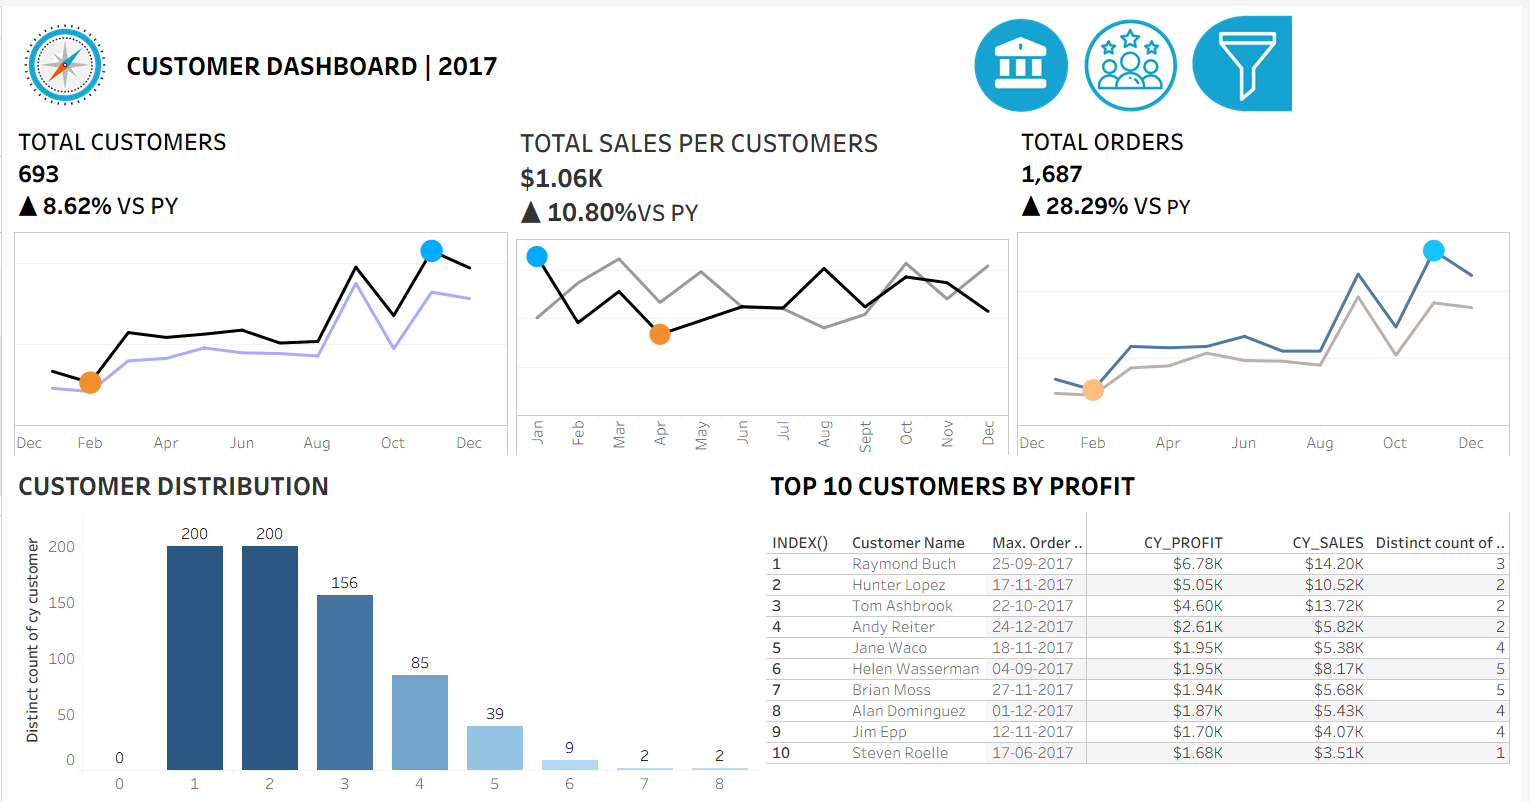 CUSTOMER DASHBOARD | 2017
TOTAL CUSTOMERS
693
▲ 8.62% VS PY
Dec Feb Apr Jun Aug Oct Dec
TOTAL SALES PER CUSTOMERS
$1.06K
▲ 10.80%VS PY
Jan Feb Mar Apr May Jun Jul Aug Sept Oct Nov Dec
TOTAL ORDERS
1,687
▲ 28.29% VS PY
Dec Feb Apr Jun Aug Oct Dec
CUSTOMER DISTRIBUTION
Distinct count of cy customer
200
150
100
50
0
0 200 200 156 85 39 9 2 2
0 1 2 3 4 5 6 7 8
TOP 10 CUSTOMERS BY PROFIT
INDEX() Customer Name Max. Order .. CY_PROFIT CY_SALES Distinct count of ..
1 Raymond Buch 25-09-2017 $6.78K $14.20K 3
2 Hunter Lopez 17-11-2017 $5.05K $10.52K 2
3 Tom Ashbrook 22-10-2017 $4.60K $13.72K 2
4 Andy Reiter 24-12-2017 $2.61K $5.82K 2
5 Jane Waco 18-11-2017 $1.95K $5.38K 4
6 Helen Wasserman 04-09-2017 $1.95K $8.17K 5
7 Brian Moss 27-11-2017 $1.94K $5.68K 5
8 Alan Dominguez 01-12-2017 $1.87K $5.43K 4
9 Jim Epp 12-11-2017 $1.70K $4.07K 4
10 Steven Roelle 17-06-2017 $1.68K $3.51K 1